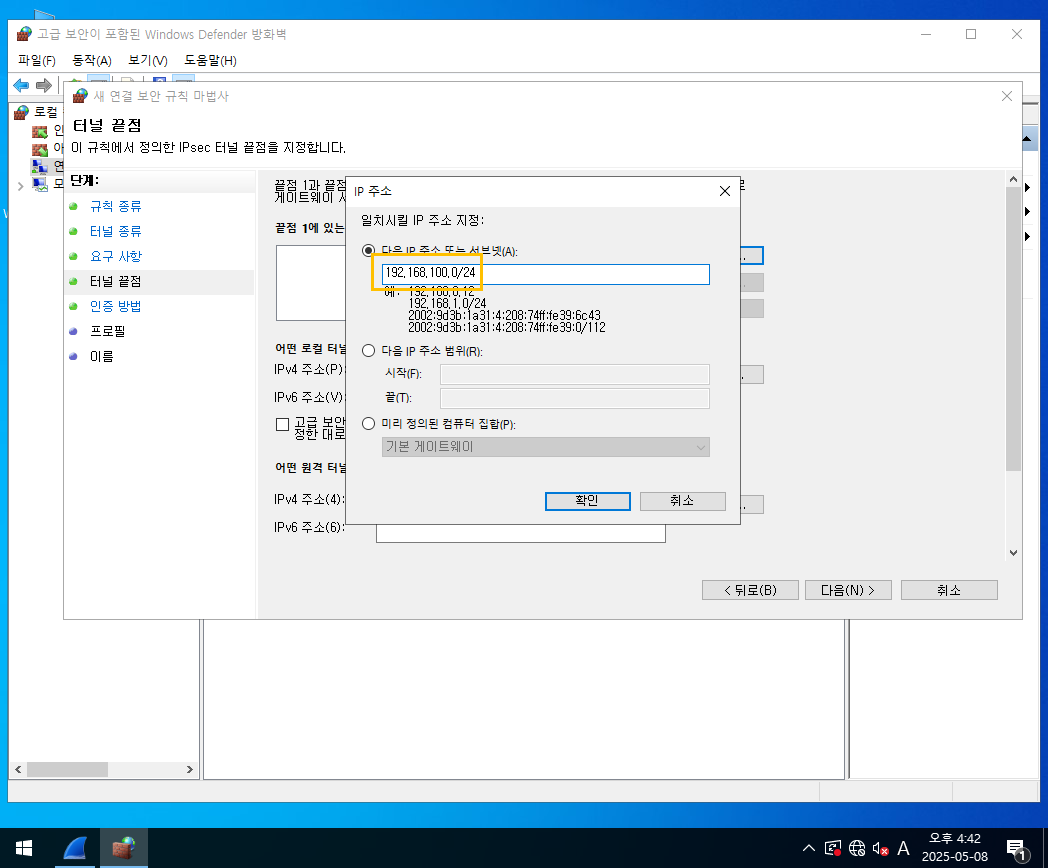 고급 보안이 포함된 Windows Defender 방화벽
파일(F) 동작(A) 보기(V) 도움말(H)
새 연결 보안 규칙 마법사
터널 끝점
이 규칙에서 정의한 IPsec 터널 끝점을 지정합니다.
로컬
단계:
규칙 종류
터널 종류
요구 사항
터널 끝점
인증 방법
프로필
이름
끝점 1과 끝점
게이트웨이
끝점 1에 있는
어떤 로컬 터널
IPv4 주소(P):
IPv6 주소(V):
고급 보안
정한 대로
어떤 원격 터널
IPv4 주소(4):
IPv6 주소(6):
IP 주소
일치시킬 IP 주소 지정:
다음 IP 주소 또는 서브넷(A):
192.168.100.0/24
예: 192.168.0.12
192.168.1.0/24
2002:9d3b:1a31:4:208:74ff:fe39:6c43
2002:9d3b:1a31:4:208:74ff:fe39:0/112
다음 IP 주소 범위(R):
시작(F):
끝(T):
미리 정의된 컴퓨터 집합(P):
기본 게이트웨이
확인 취소
< 뒤로(B) 다음(N) > 취소
A
오후 4:42
2025-05-08
1